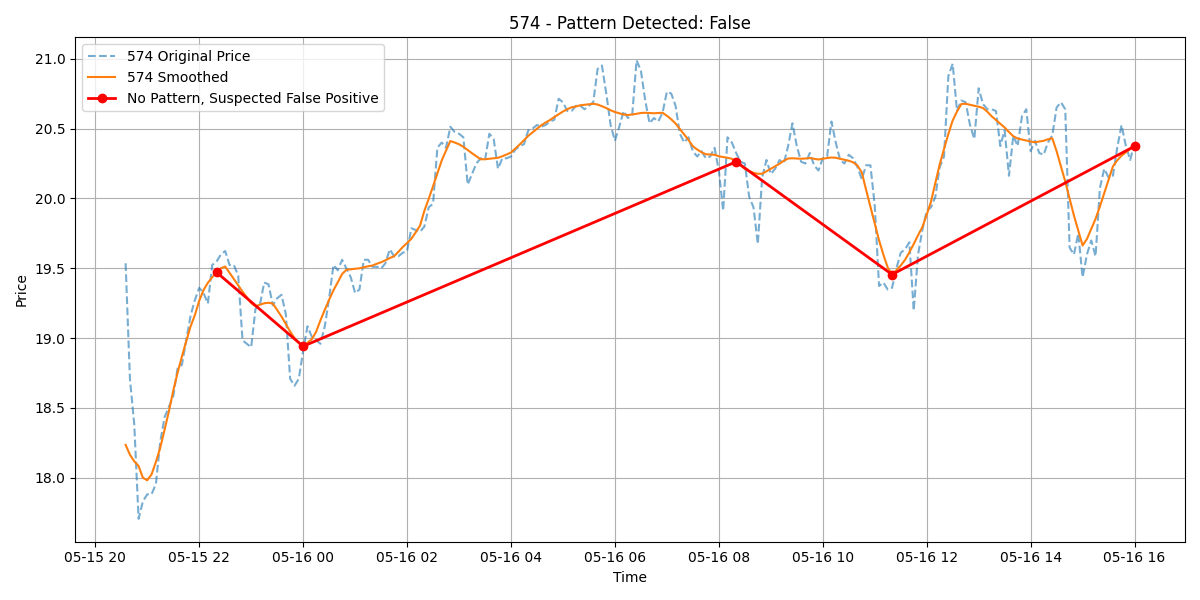 574 - Pattern Detected: False
574 Original Price
574 Smoothed
No Pattern, Suspected False Positive
Price
21.0
20.5
20.0
19.5
19.0
18.5
18.0
05-15 20 05-15 22 05-16 00 05-16 02 05-16 04 05-16 06 05-16 08 05-16 10 05-16 12 05-16 14 05-16 16
Time